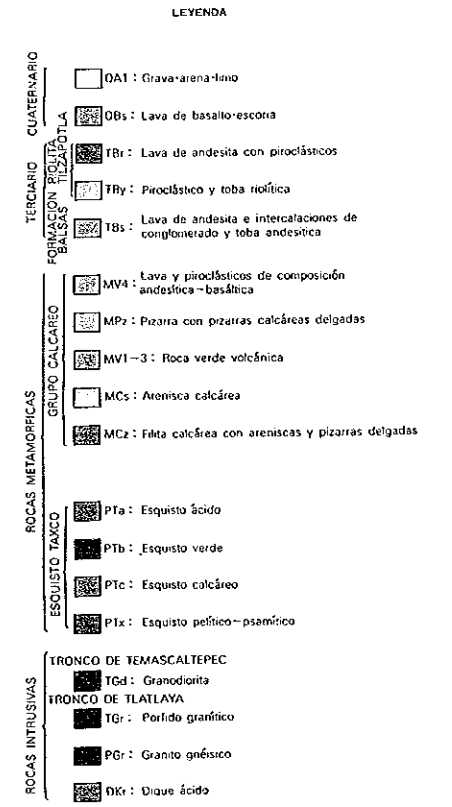 LEYENDA
CUATERNARIO
QA1 : Grava-arena-limo
QBs : Lava de basalto-escoria
TERCIARIO
RIOLITA TILZAPOTLA
TBr : Lava de andesita con piroclásticos
TRy : Piroclástico y toba riolítica
FORMACION BALSAS
TBs : Lava de andesita e intercalaciones de
conglomerado y toba andesítica
ROCAS METAMORFICAS
GRUPO CALCAREO
MV4 : Lava y piroclásticos de composición
andesítica-basáltica
MPz : Pizarra con pizarras calcáreas delgadas
MV1-3 : Roca verde volcánica
MCs : Arenisca calcárea
MCz : Filita calcárea con areniscas y pizarras delgadas
ESQUISTO TAXCO
PTa : Esquisto ácido
PTb : Esquisto verde
PTc : Esquisto calcáreo
PTx : Esquisto pelítico-psamítico
ROCAS INTRUSIVAS
TRONCO DE TEMASCALTEPEC
TGd : Granodiorita
TRONCO DE TLATLAYA
TGr : Porfido granítico
PGr : Granito gnéisico
DKr : Dique ácido